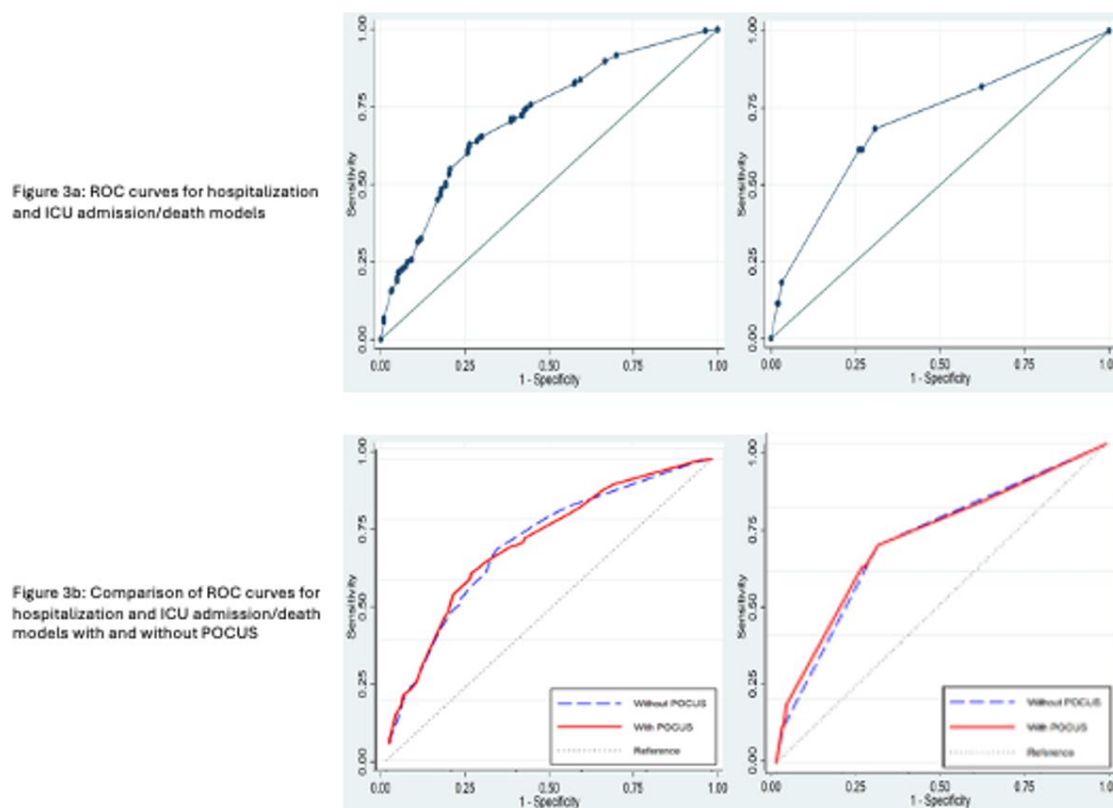 Figure 3a: ROC curves for hospitalization
and ICU admission/death models
Sensitivity
1.00
0.75
0.50
0.25
0.00
0.00 0.25 0.50 0.75 1.00
1 - Specificity
Sensitivity
1.00
0.75
0.50
0.25
0.00
0.00 0.25 0.50 0.75 1.00
1 - Specificity
Figure 3b: Comparison of ROC curves for
hospitalization and ICU admission/death
models with and without POCUS
Sensitivity
1.00
0.75
0.50
0.25
0.00
Without POCUS
With POCUS
Reference
0.00 0.25 0.50 0.75 1.00
1 - Specificity
Sensitivity
1.00
0.75
0.50
0.25
0.00
Without POCUS
With POCUS
Reference
0.00 0.25 0.50 0.75 1.00
1 - Specificity